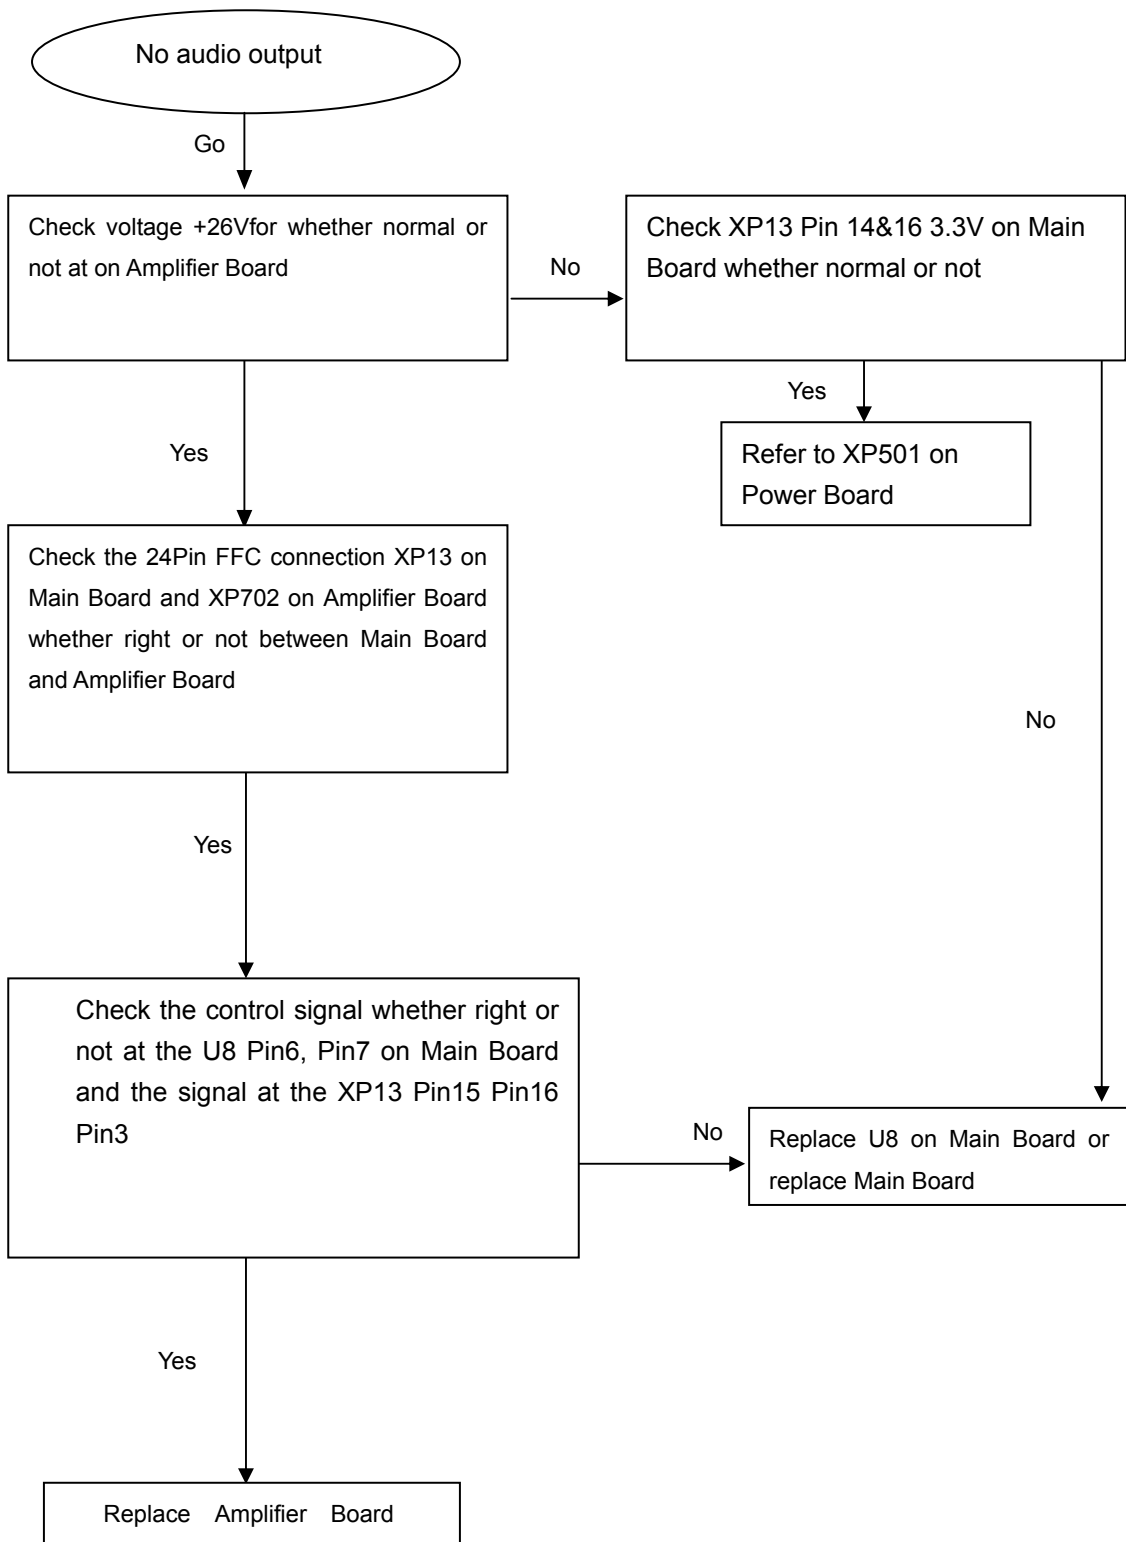 No audio output
Go
Check voltage +26Vfor whether normal or
not at on Amplifier Board
No
Check XP13 Pin 14&16 3.3V on Main
Board whether normal or not
Yes
Refer to XP501 on
Power Board
Yes
Check the 24Pin FFC connection XP13 on
Main Board and XP702 on Amplifier Board
whether right or not between Main Board
and Amplifier Board
No
Yes
Check the control signal whether right or
not at the U8 Pin6, Pin7 on Main Board
and the signal at the XP13 Pin15 Pin16
Pin3
No
Replace U8 on Main Board or
replace Main Board
Yes
Replace Amplifier Board